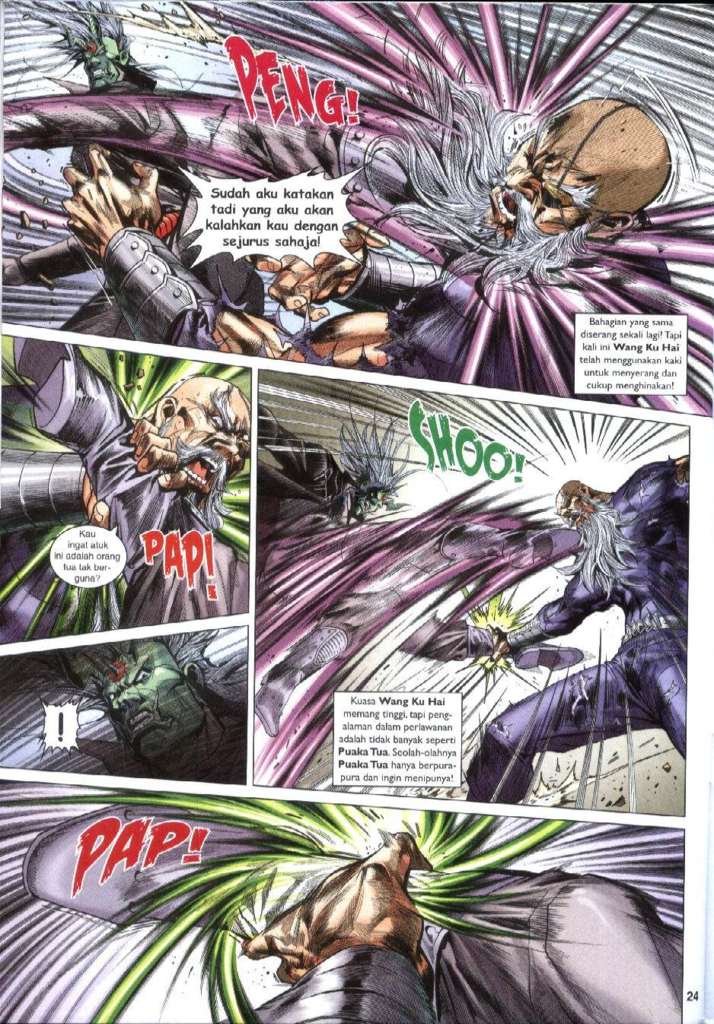 PENG!
Sudah aku katakan
tadi yang aku akan
kalahkan kau dengan
sejurus sahaja!
Bahagian yang sama
diserang sekali lagi! Tapi
kali ini Wang Ku Hai
telah menggunakan kaki
untuk menyerang dan
cukup menghinakan!
Kau
ingat atuk
ini adalah orang
tua tak ber-
guna?
PAP!
SHOO!
Kuasa Wang Ku Hai
memang tinggi, tapi peng-
alaman dalam perlawanan
adalah tidak banyak seperti
Puaka Tua. Seolah-olahnya
Puaka Tua hanya berpura-
pura dan ingin menipunya!
!
PAP!
24